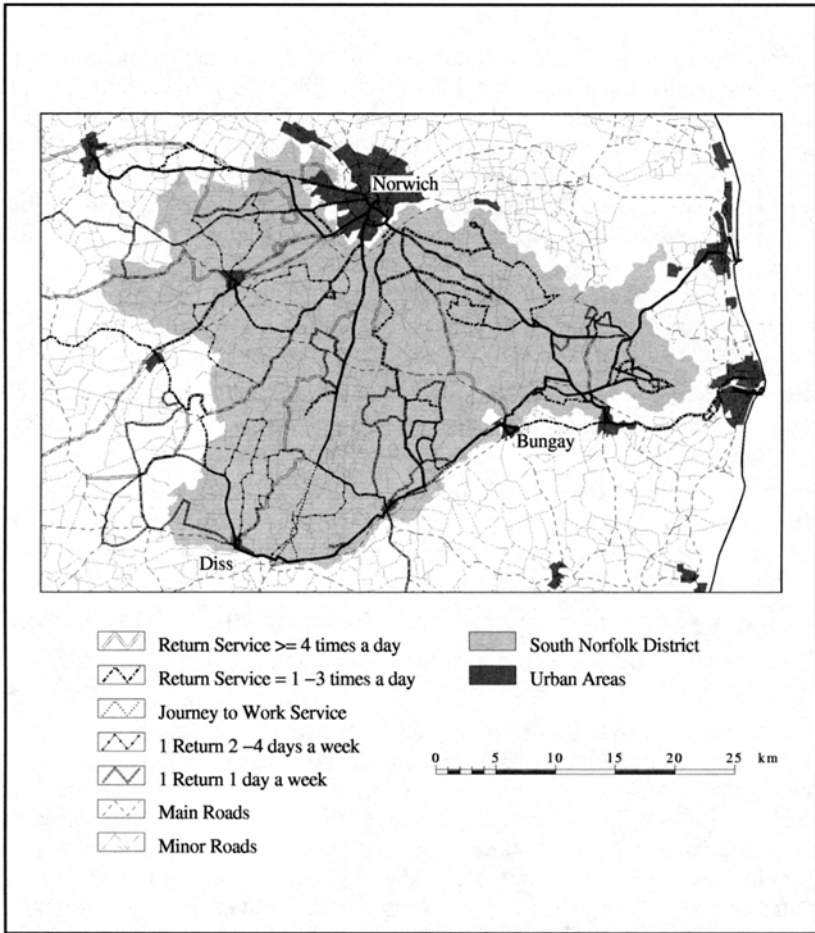 Norwich
Bungay
Diss
Return Service >= 4 times a day
Return Service = 1 –3 times a day
Journey to Work Service
1 Return 2 –4 days a week
1 Return 1 day a week
Main Roads
Minor Roads
South Norfolk District
Urban Areas
0 5 10 15 20 25 km